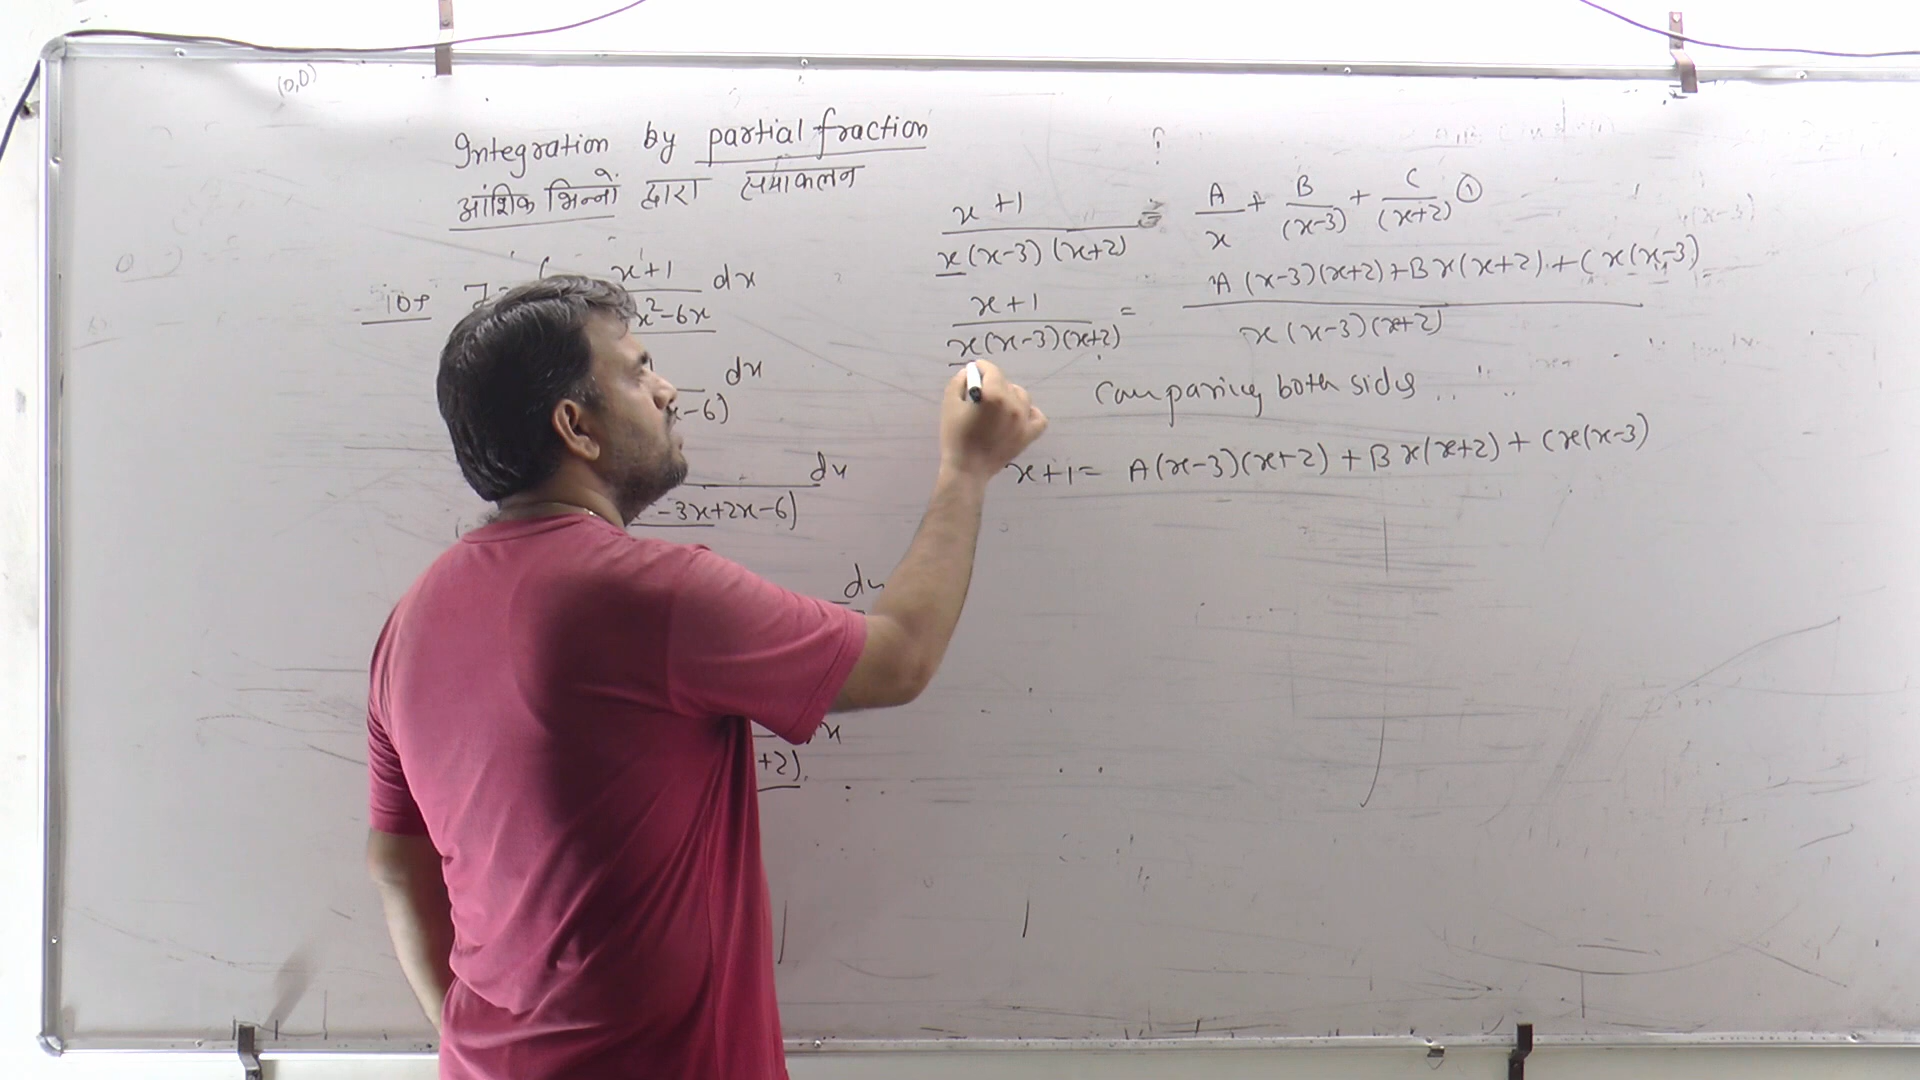 (0,0)
Integration by partial fraction
आंशिक भिन्नों द्वारा समाकलन
x+1 dx
x²-6x
dx
x-6)
dx
-3x+2x-6)
dx
x
+2).
x+1 / x(x-3)(x+2) = A/x + B/(x-3) + C/(x+2) ①
x+1 / x(x-3)(x+2) = A(x-3)(x+2)+Bx(x+2)+Cx(x-3) / x(x-3)(x+2)
Comparing both sides
x+1= A(x-3)(x+2)+Bx(x+2)+Cx(x-3)